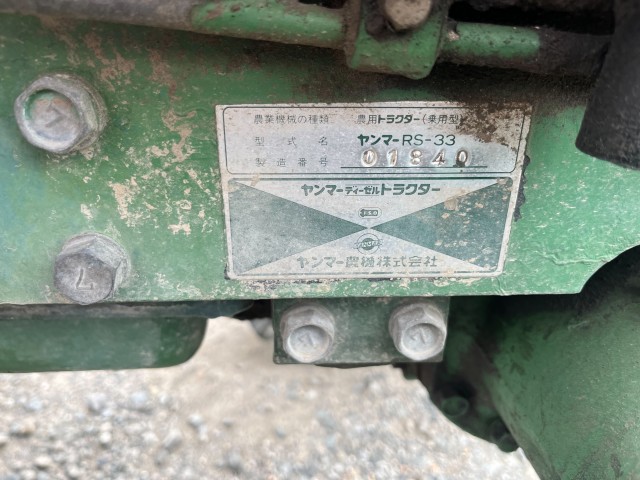 農業機械の種類 農用トラクター(乗用型)
型式名 ヤンマーRS-33
製造番号 01840
ヤンマーディーゼルトラクター
ヤンマー農機株式会社
7